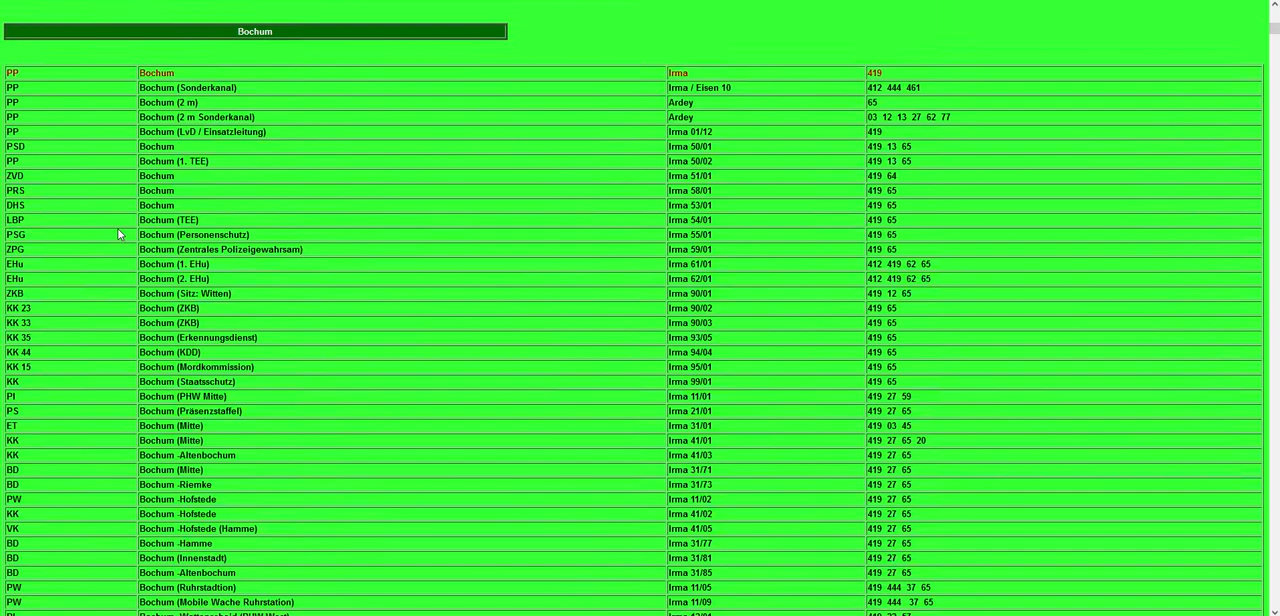 Bochum
PP Bochum Irma 419
PP Bochum (Sonderkanal) Irma / Eisen 10 412 444 461
PP Bochum (2 m) Ardey 65
PP Bochum (2 m Sonderkanal) Ardey 03 12 13 27 62 77
PP Bochum (LvD / Einsatzleitung) Irma 01/12 419
PSD Bochum Irma 50/01 419 13 65
PP Bochum (1. TEE) Irma 50/02 419 13 65
ZVD Bochum Irma 51/01 419 64
PRS Bochum Irma 58/01 419 65
DHS Bochum Irma 53/01 419 65
LBP Bochum (TEE) Irma 54/01 419 65
PSG Bochum (Personenschutz) Irma 55/01 419 65
ZPG Bochum (Zentrales Polizeigewahrsam) Irma 59/01 419 65
EHu Bochum (1. EHu) Irma 61/01 412 419 62 65
EHu Bochum (2. EHu) Irma 62/01 412 419 62 65
ZKB Bochum (Sitz: Witten) Irma 90/01 419 12 65
KK 23 Bochum (ZKB) Irma 90/02 419 65
KK 33 Bochum (ZKB) Irma 90/03 419 65
KK 35 Bochum (Erkennungsdienst) Irma 93/05 419 65
KK 44 Bochum (KDD) Irma 94/04 419 65
KK 15 Bochum (Mordkommission) Irma 95/01 419 65
KK Bochum (Staatsschutz) Irma 99/01 419 65
PI Bochum (PHW Mitte) Irma 11/01 419 27 59
PS Bochum (Präsenzstaffel) Irma 21/01 419 27 65
ET Bochum (Mitte) Irma 31/01 419 03 45
KK Bochum (Mitte) Irma 41/01 419 27 65 20
KK Bochum -Altenbochum Irma 41/03 419 27 65
BD Bochum (Mitte) Irma 31/71 419 27 65
BD Bochum -Riemke Irma 31/73 419 27 65
PW Bochum -Hofstede Irma 11/02 419 27 65
KK Bochum -Hofstede Irma 41/02 419 27 65
VK Bochum -Hofstede (Hamme) Irma 41/05 419 27 65
BD Bochum -Hamme Irma 31/77 419 27 65
BD Bochum (Innenstadt) Irma 31/81 419 27 65
BD Bochum -Altenbochum Irma 31/85 419 27 65
PW Bochum (Ruhrstadtion) Irma 11/05 419 444 37 65
PW Bochum (Mobile Wache Ruhrstation) Irma 11/09 419 444 37 65